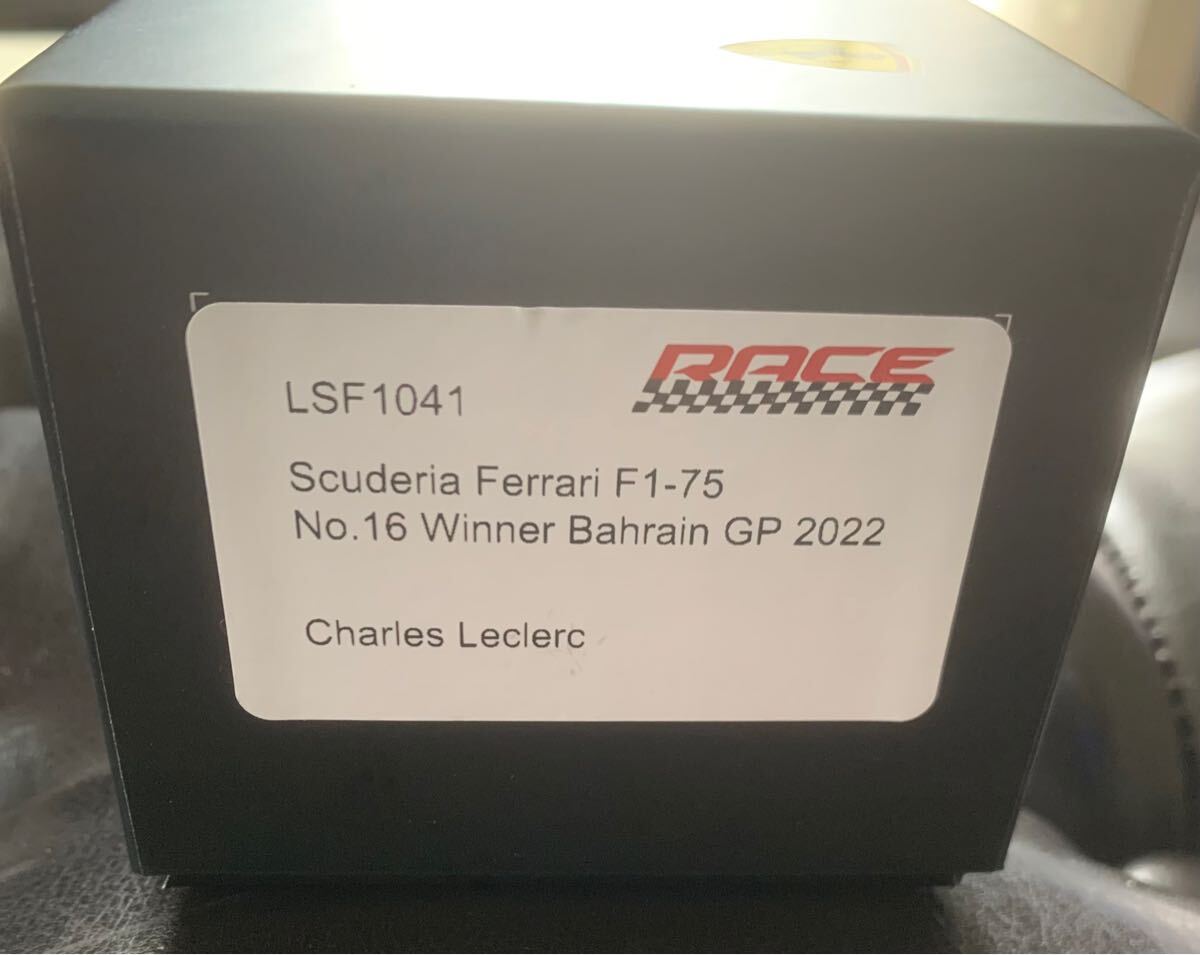 LSF1041
RACE
Scuderia Ferrari F1-75
No.16 Winner Bahrain GP 2022
Charles Leclerc